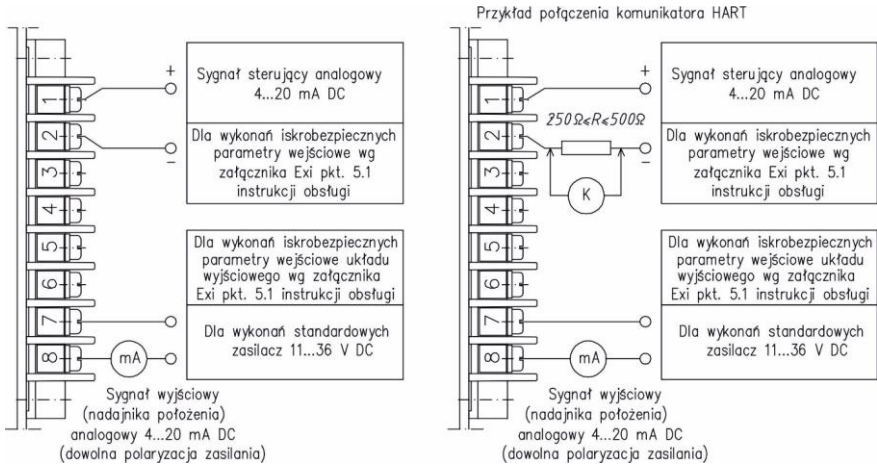 Przykład połączenia komunikatora HART
+
Sygnał sterujący analogowy
4...20 mA DC
–
Dla wykonań iskrobezpiecznych
parametry wejściowe wg
załącznika Exi pkt. 5.1
instrukcji obsługi
Dla wykonań iskrobezpiecznych
parametry wejściowe układu
wyjściowego wg załącznika
Exi pkt. 5.1 instrukcji obsługi
Dla wykonań standardowych
zasilacz 11...36 V DC
1
2
3
4
5
6
7
8
mA
Sygnał wyjściowy
(nadajnika położenia)
analogowy 4...20 mA DC
(dowolna polaryzacja zasilania)
+
Sygnał sterujący analogowy
4...20 mA DC
250Ω≤R≤500Ω
–
K
Dla wykonań iskrobezpiecznych
parametry wejściowe wg
załącznika Exi pkt. 5.1
instrukcji obsługi
Dla wykonań iskrobezpiecznych
parametry wejściowe układu
wyjściowego wg załącznika
Exi pkt. 5.1 instrukcji obsługi
Dla wykonań standardowych
zasilacz 11...36 V DC
1
2
3
4
5
6
7
8
mA
Sygnał wyjściowy
(nadajnika położenia)
analogowy 4...20 mA DC
(dowolna polaryzacja zasilania)